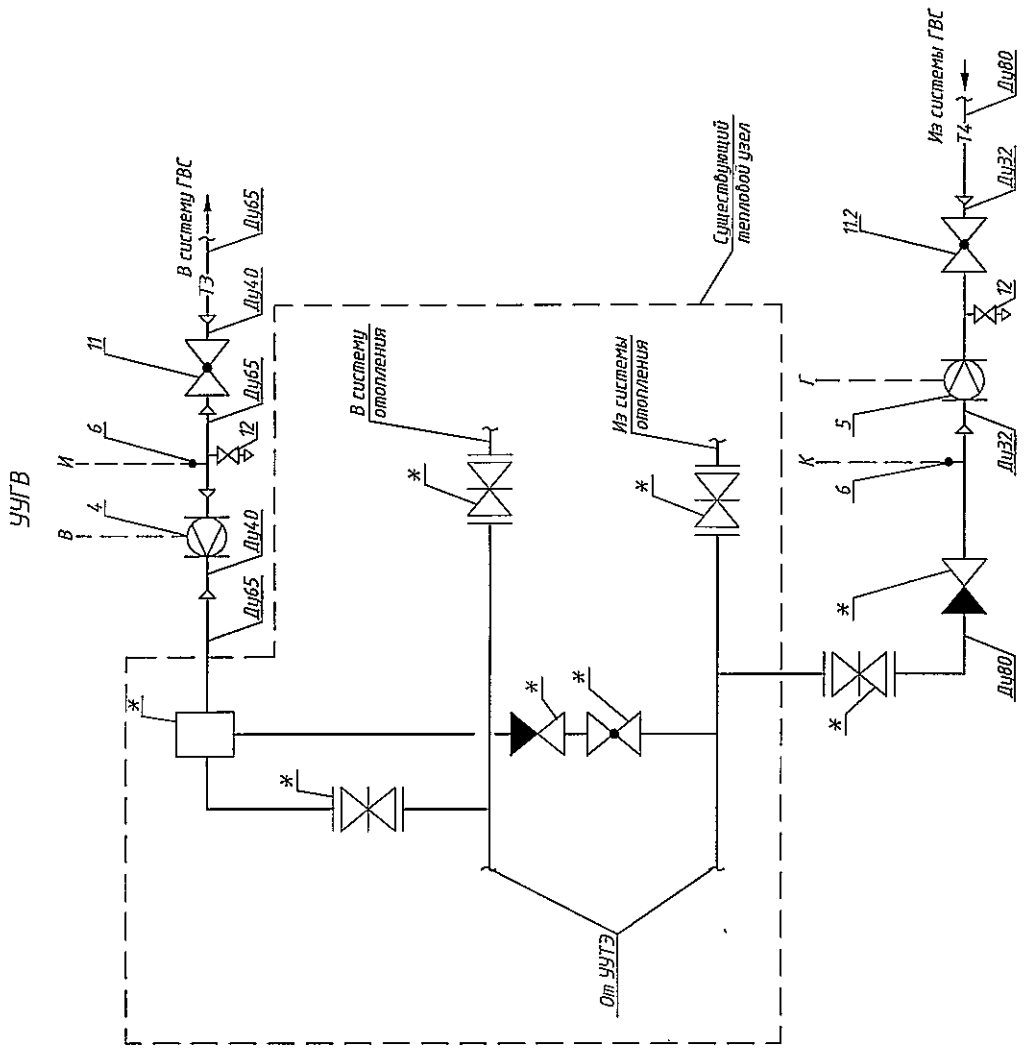 УУГВ
В
4
И
6
11
В систему ГВС
Т3
Ду65
Ду40
12
Ду65
Ду40
Ду65
*
*
В систему
отопления
*
Существующий
тепловой узел
*
*
Из системы
отопления
*
От УУТЭ
Из системы ГВС
Т4
Ду80
Ду32
11.2
12
Г
5
Ду32
К
6
*
Ду80
*